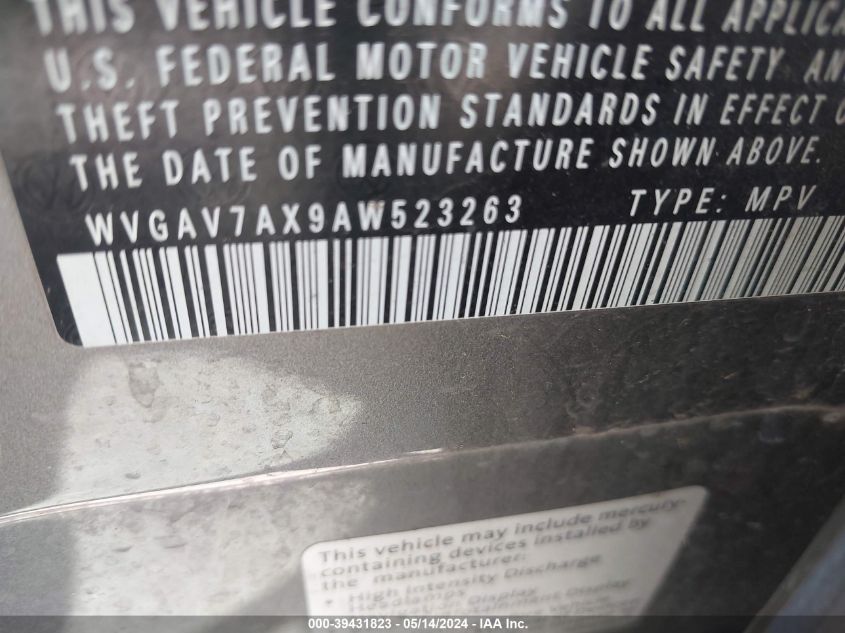 THIS VEHICLE CONFORMS TO ALL
U.S. FEDERAL MOTOR VEHICLE SAFETY
THEFT PREVENTION STANDARDS IN EFFECT
THE DATE OF MANUFACTURE SHOWN ABOVE.
WVGAV7AX9AW523263 TYPE: MPV
This vehicle may include mercury-
containing devices installed by
the manufacturer:
• High Intensity Discharge
Headlamps
Display
000-39431823 / 05/14/2024 - IAA Inc.